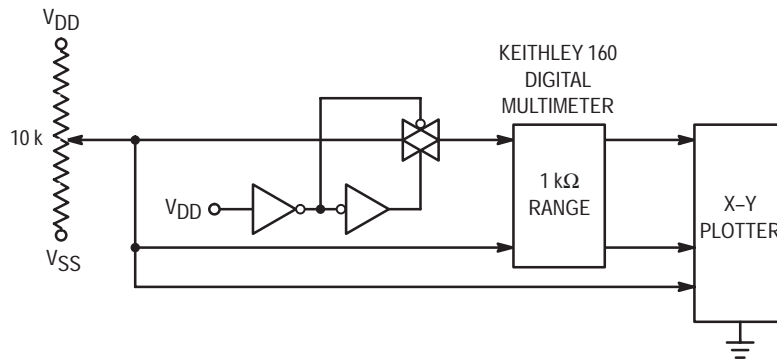 VDD
10 k
VSS
VDD
KEITHLEY 160
DIGITAL
MULTIMETER
1 kΩ
RANGE
X–Y
PLOTTER